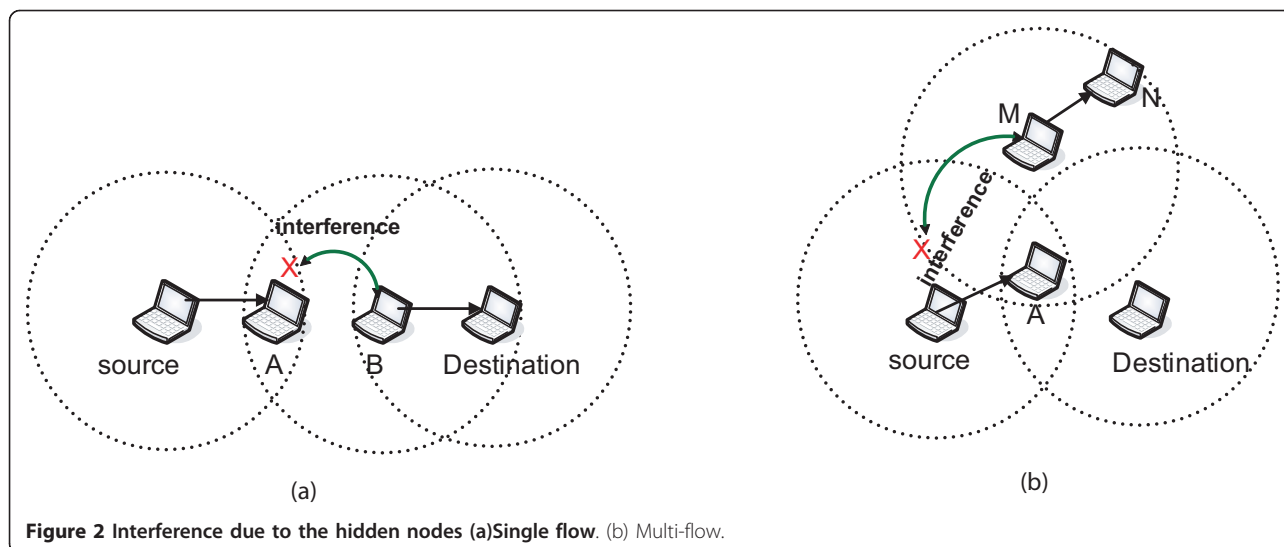 interference
X
source
A
B
Destination
(a)
M
N
interference
X
A
source
Destination
(b)
Figure 2 Interference due to the hidden nodes (a)Single flow. (b) Multi-flow.